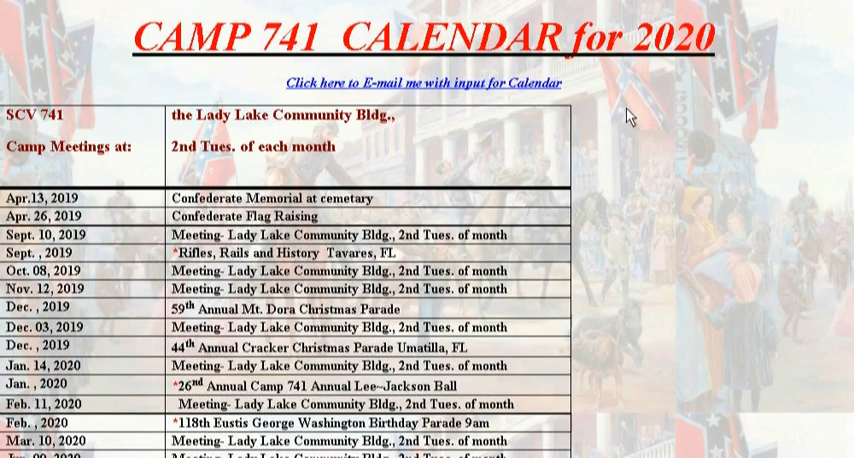 CAMP 741 CALENDAR for 2020
Click here to E-mail me with input for Calendar
SCV 741 the Lady Lake Community Bldg.,
Camp Meetings at: 2nd Tues. of each month
Apr.13, 2019 Confederate Memorial at cemetary
Apr. 26, 2019 Confederate Flag Raising
Sept. 10, 2019 Meeting- Lady Lake Community Bldg., 2nd Tues. of month
Sept. , 2019 *Rifles, Rails and History Tavares, FL
Oct. 08, 2019 Meeting- Lady Lake Community Bldg., 2nd Tues. of month
Nov. 12, 2019 Meeting- Lady Lake Community Bldg., 2nd Tues. of month
Dec. , 2019 59th Annual Mt. Dora Christmas Parade
Dec. 03, 2019 Meeting- Lady Lake Community Bldg., 2nd Tues. of month
Dec. , 2019 44th Annual Cracker Christmas Parade Umatilla, FL
Jan. 14, 2020 Meeting- Lady Lake Community Bldg., 2nd Tues. of month
Jan. , 2020 *26nd Annual Camp 741 Annual Lee~Jackson Ball
Feb. 11, 2020 Meeting- Lady Lake Community Bldg., 2nd Tues. of month
Feb. , 2020 *118th Eustis George Washington Birthday Parade 9am
Mar. 10, 2020 Meeting- Lady Lake Community Bldg., 2nd Tues. of month